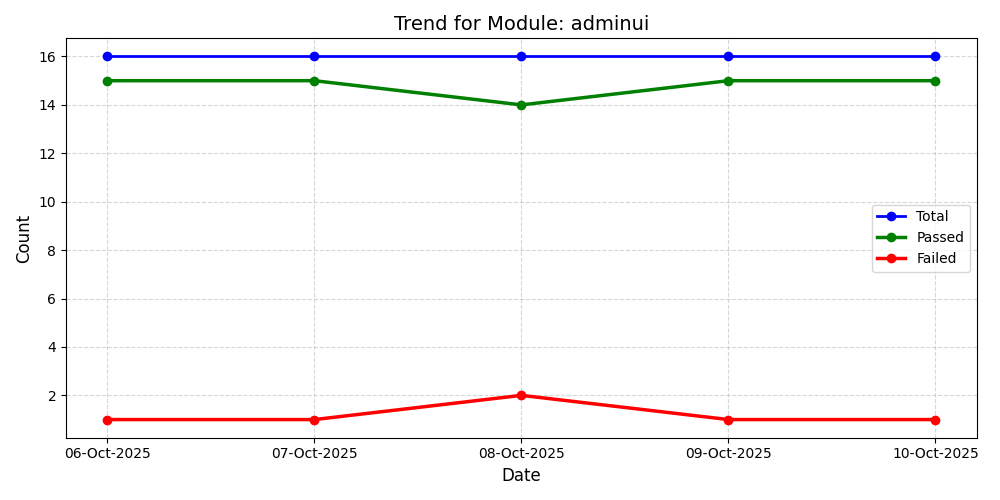 Trend for Module: adminui
16
14
12
10
8
6
4
2
Count
Total
Passed
Failed
06-Oct-2025 07-Oct-2025 08-Oct-2025 09-Oct-2025 10-Oct-2025
Date